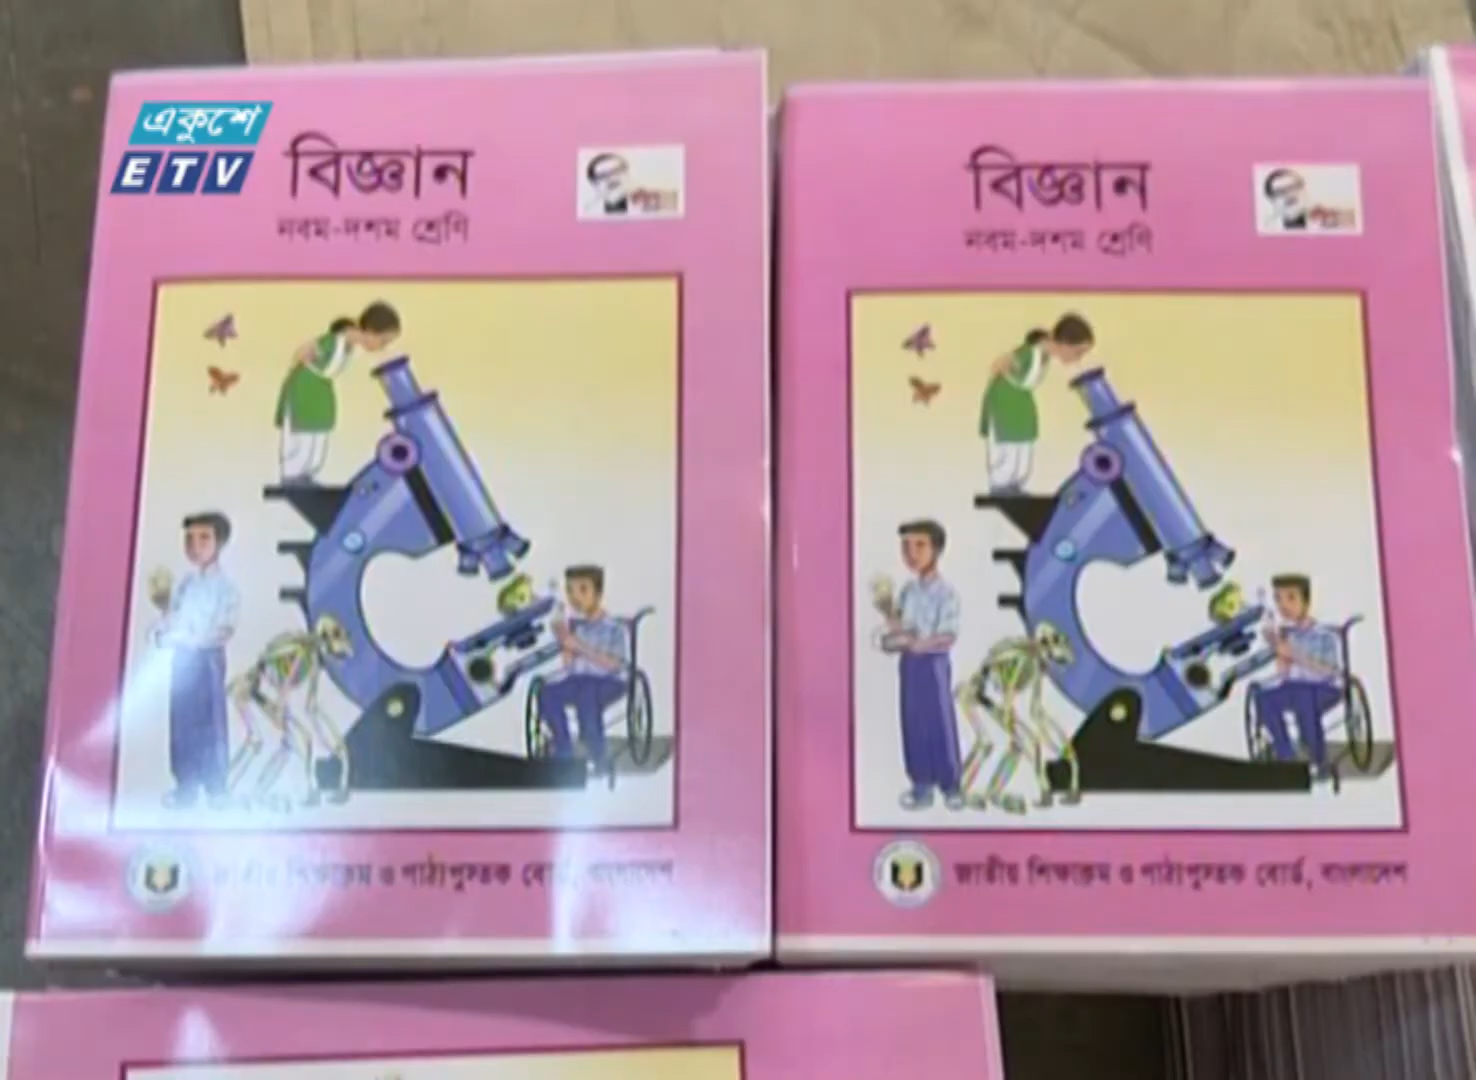 একুশে
ETV
বিজ্ঞান
নবম-দশম শ্রেণি
জাতীয় শিক্ষাক্রম ও পাঠ্যপুস্তক বোর্ড, বাংলাদেশ
বিজ্ঞান
নবম-দশম শ্রেণি
জাতীয় শিক্ষাক্রম ও পাঠ্যপুস্তক বোর্ড, বাংলাদেশ